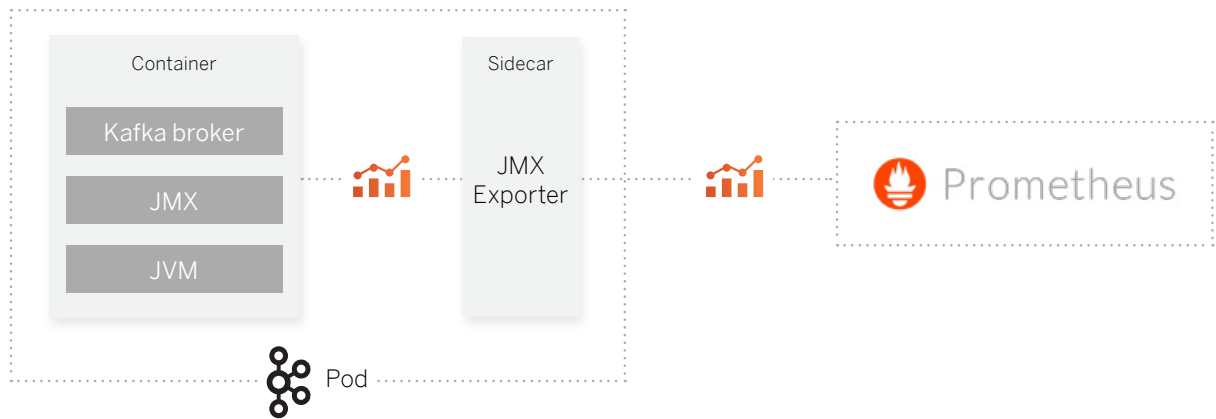 Container
Sidecar
Kafka broker
JMX
JVM
JMX
Exporter
Prometheus
Pod